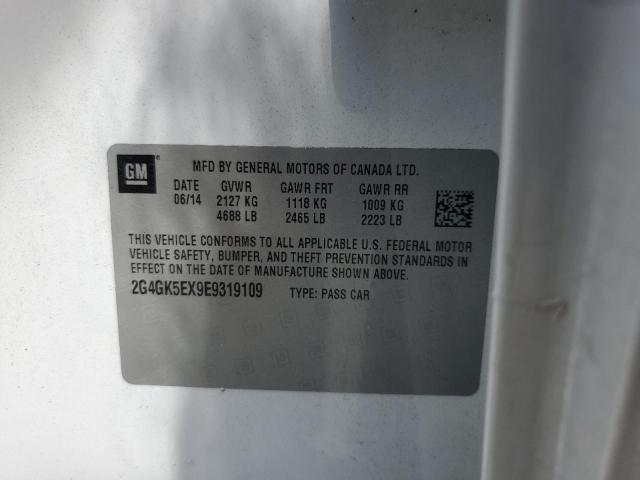 GM
MFD BY GENERAL MOTORS OF CANADA LTD.
DATE GVWR GAWR FRT GAWR RR
06/14 2127 KG 1118 KG 1009 KG
4688 LB 2465 LB 2223 LB
THIS VEHICLE CONFORMS TO ALL APPLICABLE U.S. FEDERAL MOTOR
VEHICLE SAFETY, BUMPER, AND THEFT PREVENTION STANDARDS IN
EFFECT ON THE DATE OF MANUFACTURE SHOWN ABOVE.
2G4GK5EX9E9319109 TYPE: PASS CAR